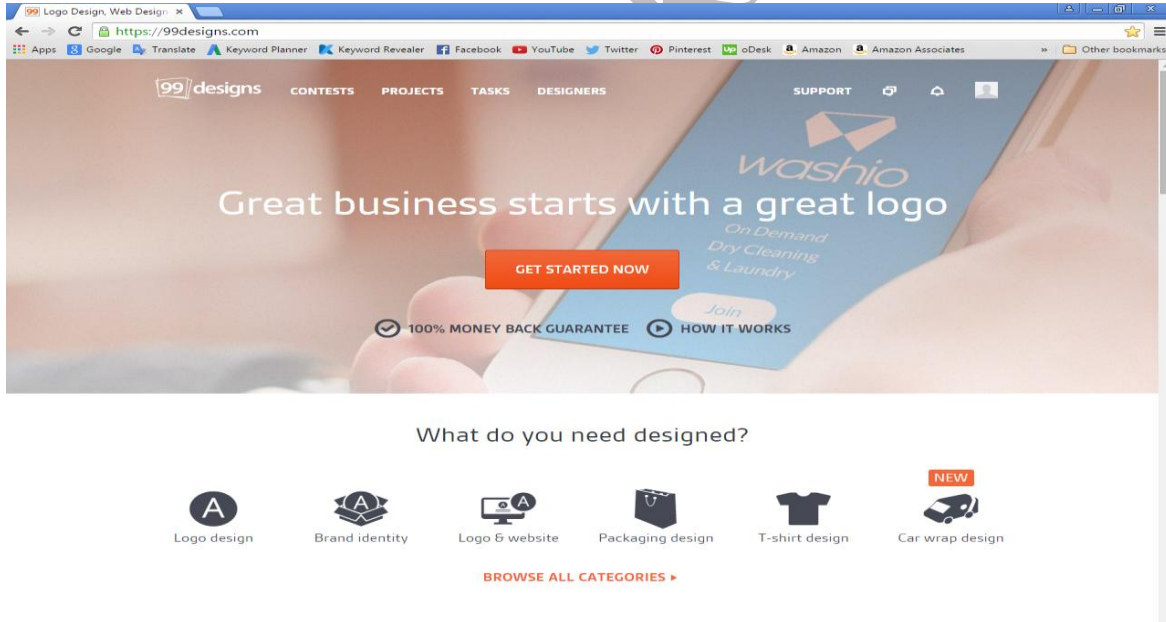 99 Logo Design, Web Design
https://99designs.com
Apps Google Translate Keyword Planner Keyword Revealer Facebook YouTube Twitter Pinterest Up oDesk Amazon Amazon Associates » Other bookmarks
99designs CONTESTS PROJECTS TASKS DESIGNERS SUPPORT
washio
Great business starts with a great logo
On Demand
Dry Cleaning
& Laundry
GET STARTED NOW
Join
100% MONEY BACK GUARANTEE HOW IT WORKS
What do you need designed?
NEW
Logo design Brand identity Logo & website Packaging design T-shirt design Car wrap design
BROWSE ALL CATEGORIES